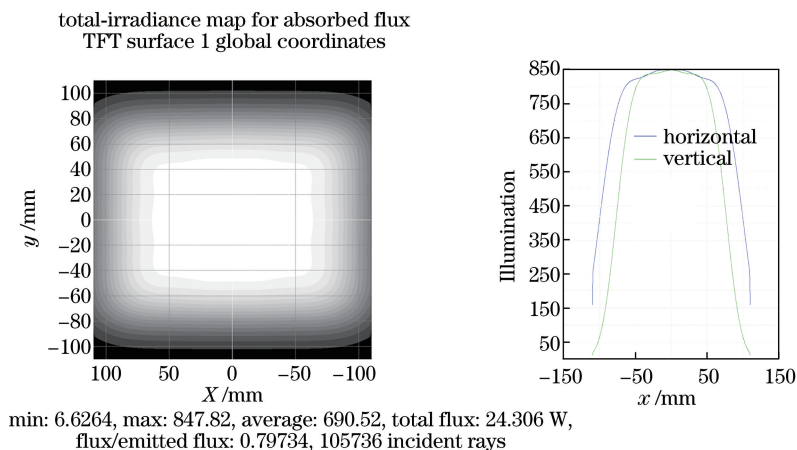 total-irradiance map for absorbed flux
TFT surface 1 global coordinates
100
80
60
40
20
0
−20
−40
−60
−80
−100
y /mm
100 50 0 −50 −100
X /mm
850
750
650
550
450
350
250
150
50
Illumination
horizontal
vertical
−150 −50 50 150
x /mm
min: 6.6264, max: 847.82, average: 690.52, total flux: 24.306 W,
flux/emitted flux: 0.79734, 105736 incident rays